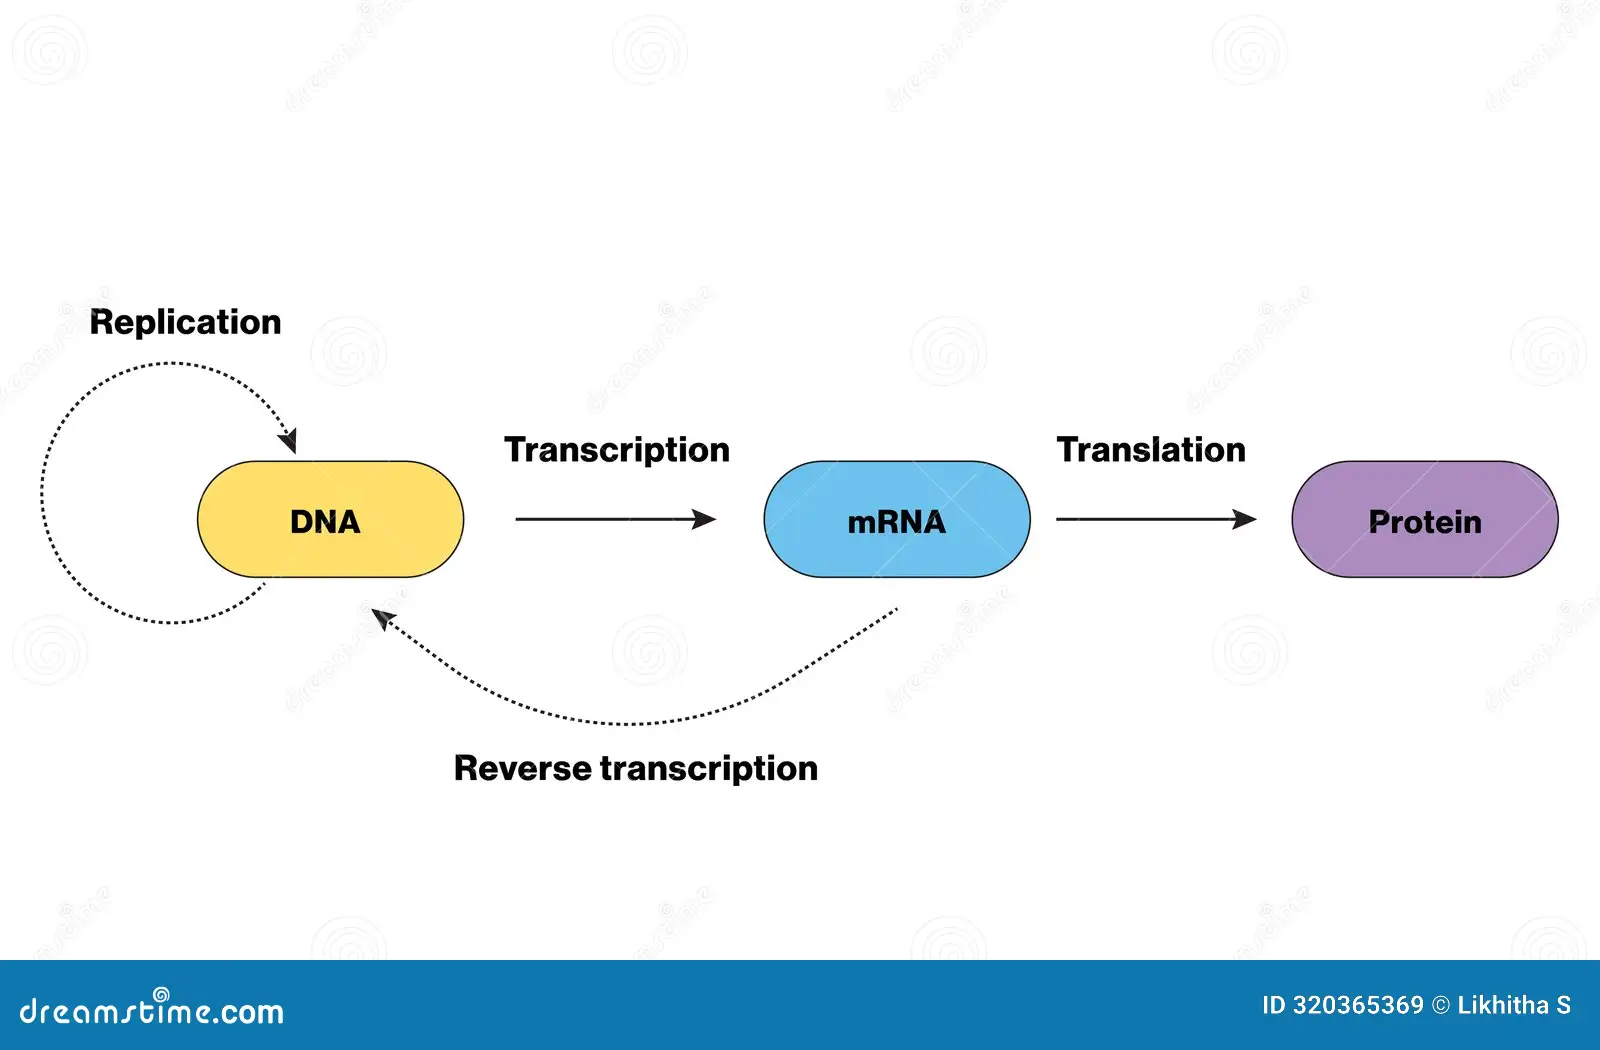 Replication
Transcription
Translation
DNA
mRNA
Protein
Reverse transcription
dreamstime.com
ID 320365369 © Likhitha S